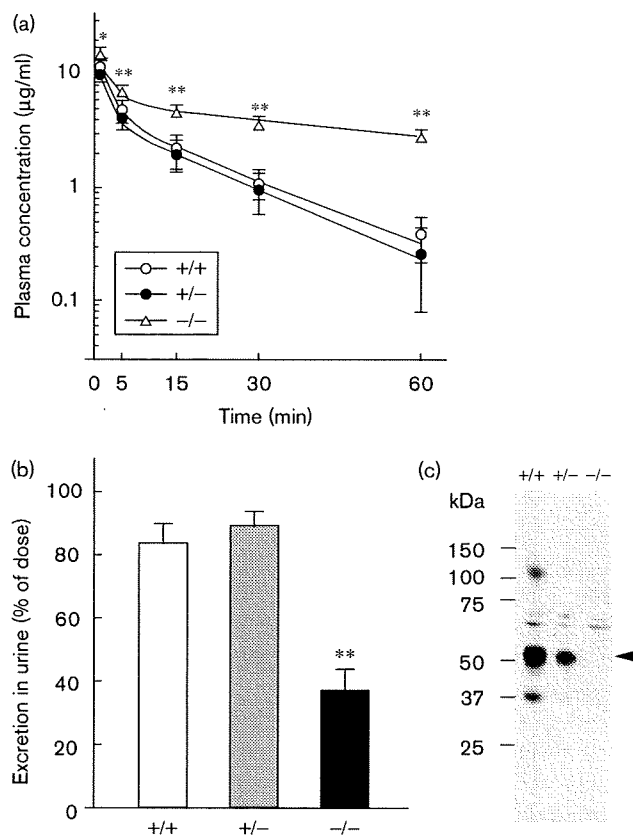 (a)
Plasma concentration (µg/ml)
10
1
0.1
* ** ** ** **
+/+
+/−
−/−
0 5 15 30 60
Time (min)
(b)
Excretion in urine (% of dose)
100
80
60
40
20
0
**
+/+ +/− −/−
(c)
+/+ +/− −/−
kDa
150
100
75
50
37
25